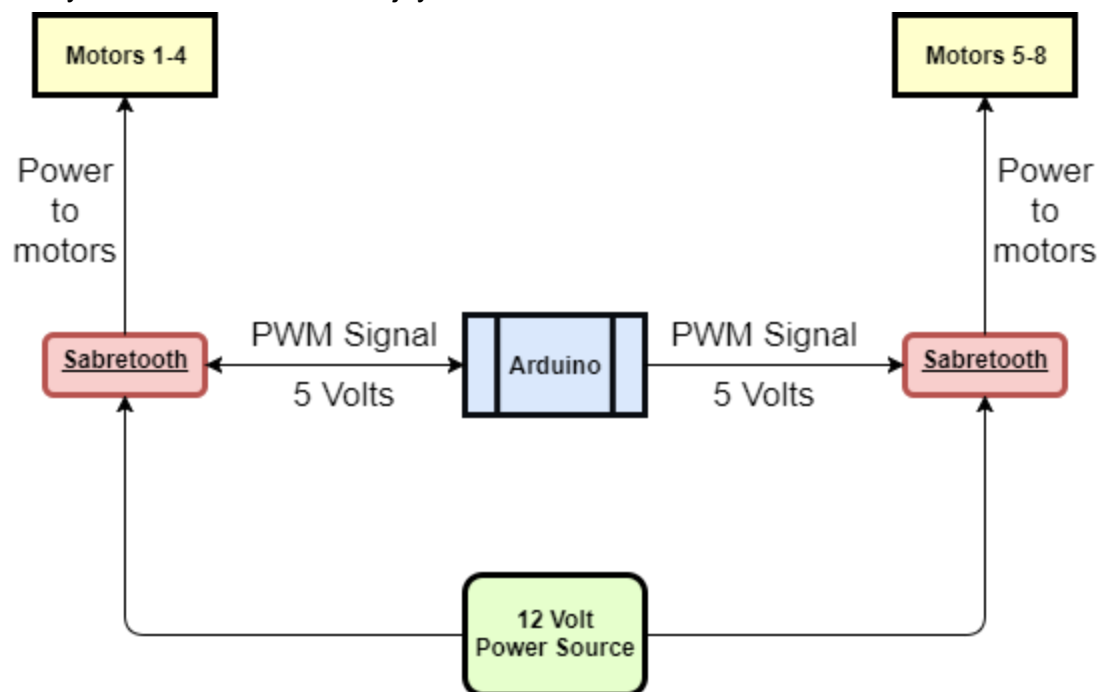 Motors 1-4
Motors 5-8
Power
to
motors
Power
to
motors
Sabretooth
PWM Signal
5 Volts
Arduino
PWM Signal
5 Volts
Sabretooth
12 Volt
Power Source